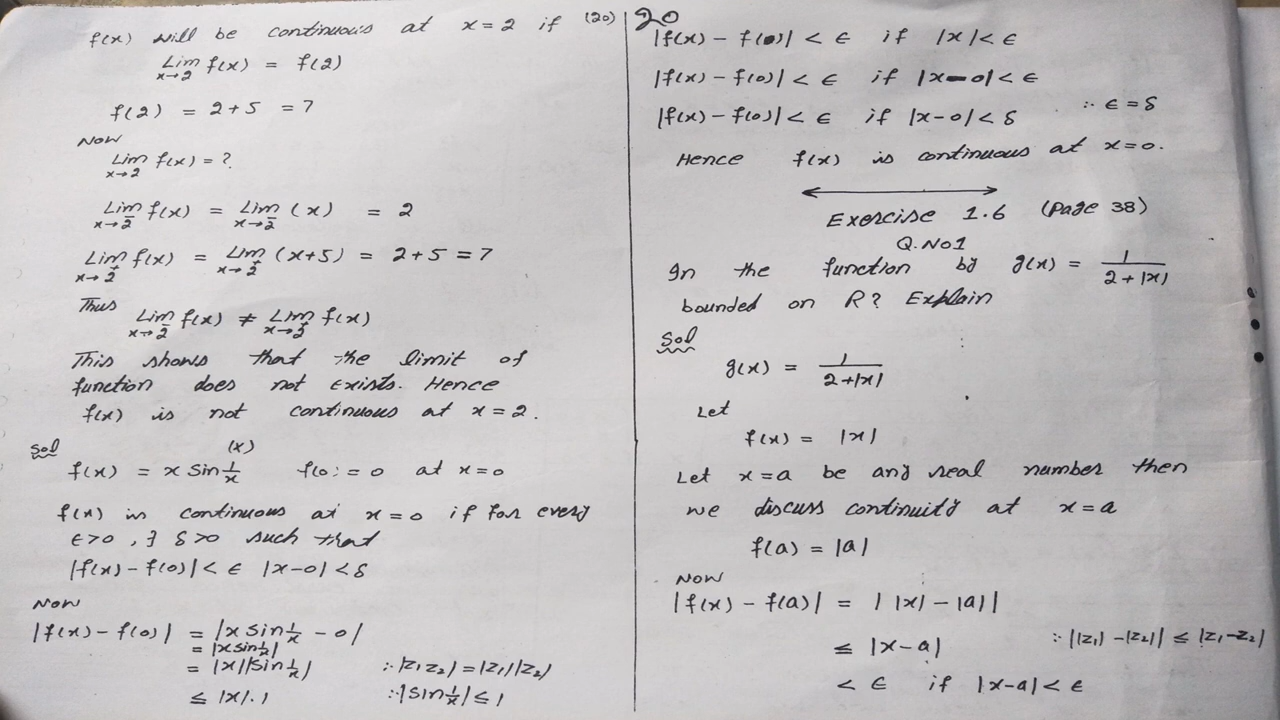 f(x) will be continuous at x = 2 if
Lim x→2 f(x) = f(2)
f(2) = 2+5 = 7
Now
Lim x→2 f(x) = ?
Lim x→2⁻ f(x) = Lim x→2⁻ (x) = 2
Lim x→2⁺ f(x) = Lim x→2⁺ (x+5) = 2+5 = 7
Thus
Lim x→2⁻ f(x) ≠ Lim x→2⁺ f(x)
This shows that the limit of
function does not Exists. Hence
f(x) is not continuous at x = 2.
(x)
Sol
f(x) = x Sin 1/x f(0) = 0 at x=0
f(x) is continuous at x=0 if for every
ϵ>0, ∃ δ>0 such that
|f(x) - f(0)| < ϵ |x-0| < δ
Now
|f(x) - f(0)| = |x Sin 1/x - 0|
= |x sin 1/x|
= |x||Sin 1/x| ∵ |z1 z2| = |z1||z2|
≤ |x|.1 ∵ |Sin 1/x| ≤ 1
(20)
20
|f(x) - f(0)| < ϵ if |x| < ϵ
|f(x) - f(0)| < ϵ if |x-0| < ϵ
|f(x) - f(0)| < ϵ if |x-0| < δ ∵ ϵ = δ
Hence f(x) is continuous at x=0.
Exercise 1.6 (Page 38)
Q.No1
In the function by g(x) = 1/(2+|x|)
bounded on R? Explain
Sol
g(x) = 1/(2+|x|)
Let
f(x) = |x|
Let x=a be any real number then
we discuss continuity at x=a
f(a) = |a|
Now
|f(x) - f(a)| = ||x| - |a||
≤ |x-a| ∵ ||z1| - |z2|| ≤ |z1-z2|
< ϵ if |x-a| < ϵ